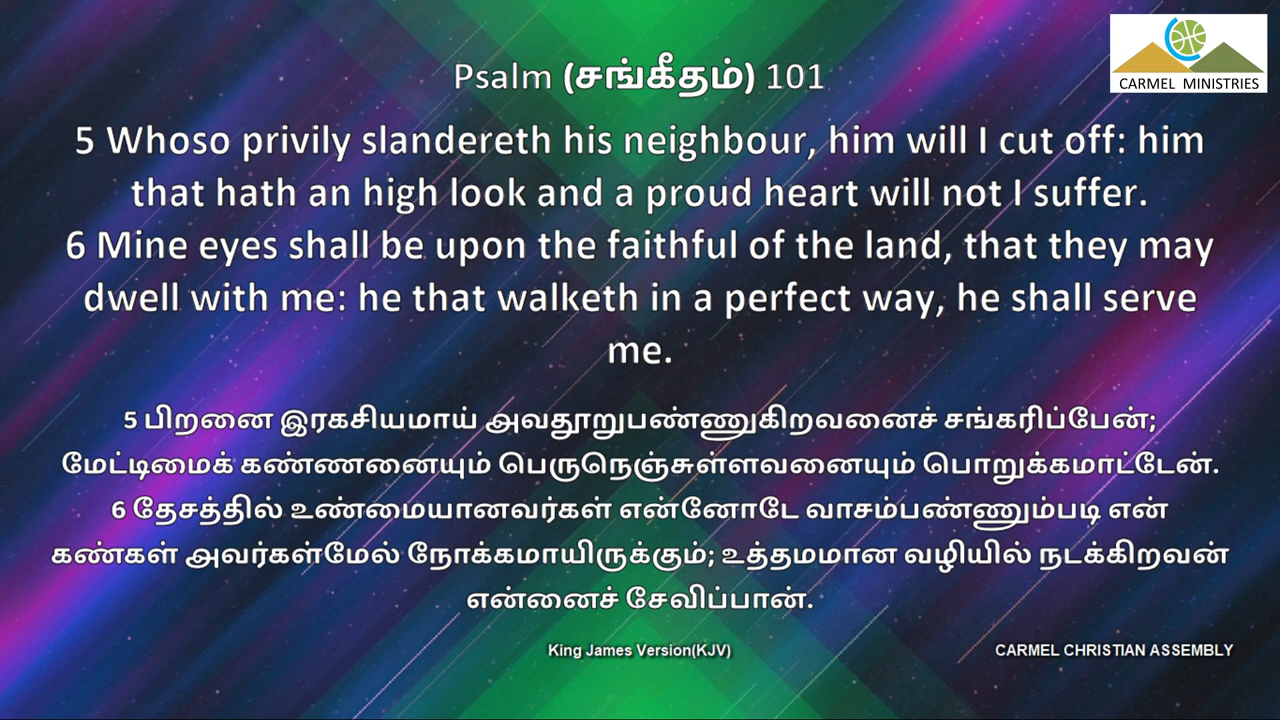 CARMEL MINISTRIES
Psalm (சங்கீதம்) 101
5 Whoso privily slandereth his neighbour, him will I cut off: him
that hath an high look and a proud heart will not I suffer.
6 Mine eyes shall be upon the faithful of the land, that they may
dwell with me: he that walketh in a perfect way, he shall serve
me.
5 பிறனை இரகசியமாய் அவதூறுபண்ணுகிறவனைச் சங்கரிப்பேன்;
மேட்டிமைக் கண்ணனையும் பெருநெஞ்சுள்ளவனையும் பொறுக்கமாட்டேன்.
6 தேசத்தில் உண்மையானவர்கள் என்னோடே வாசம்பண்ணும்படி என்
கண்கள் அவர்கள்மேல் நோக்கமாயிருக்கும்; உத்தமமான வழியில் நடக்கிறவன்
என்னைச் சேவிப்பான்.
King James Version(KJV)
CARMEL CHRISTIAN ASSEMBLY